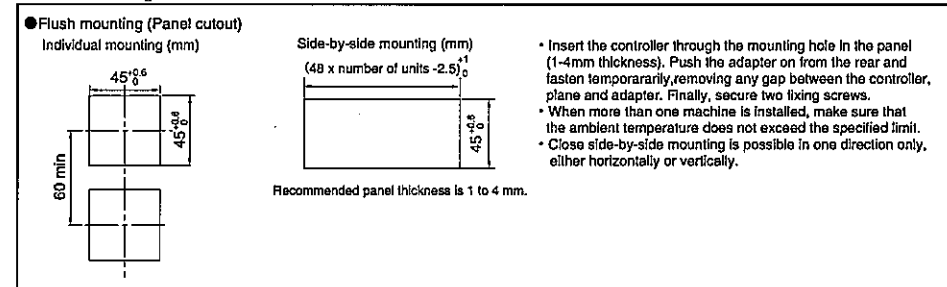 ●Flush mounting (Panel cutout)
Individual mounting (mm)
45 +0.6 0
45 +0.6 0
60 min
Side-by-side mounting (mm)
(48 x number of units -2.5) +1 0
45 +0.6 0
Recommended panel thickness is 1 to 4 mm.
• Insert the controller through the mounting hole in the panel
(1-4mm thickness). Push the adapter on from the rear and
fasten temporararily,removing any gap between the controller,
plane and adapter. Finally, secure two fixing screws.
• When more than one machine is installed, make sure that
the ambient temperature does not exceed the specified limit.
• Close side-by-side mounting is possible in one direction only,
either horizontally or vertically.